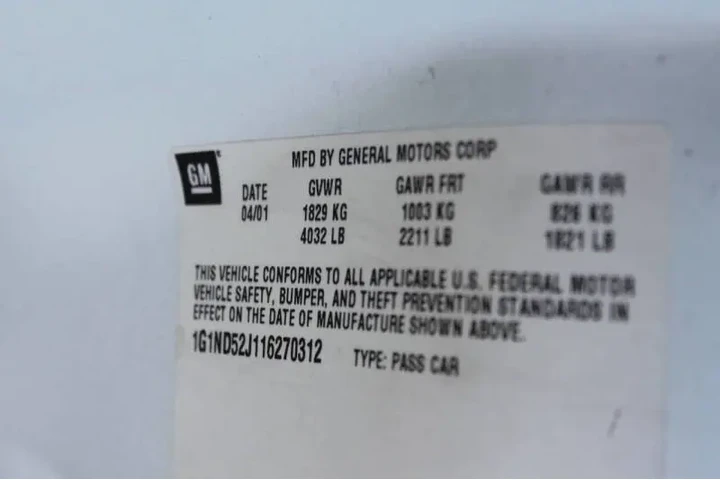 GM
MFD BY GENERAL MOTORS CORP
DATE GVWR GAWR FRT GAWR RR
04/01 1829 KG 1003 KG 826 KG
4032 LB 2211 LB 1821 LB
THIS VEHICLE CONFORMS TO ALL APPLICABLE U.S. FEDERAL MOTOR
VEHICLE SAFETY, BUMPER, AND THEFT PREVENTION STANDARDS IN
EFFECT ON THE DATE OF MANUFACTURE SHOWN ABOVE.
1G1ND52J116270312 TYPE: PASS CAR